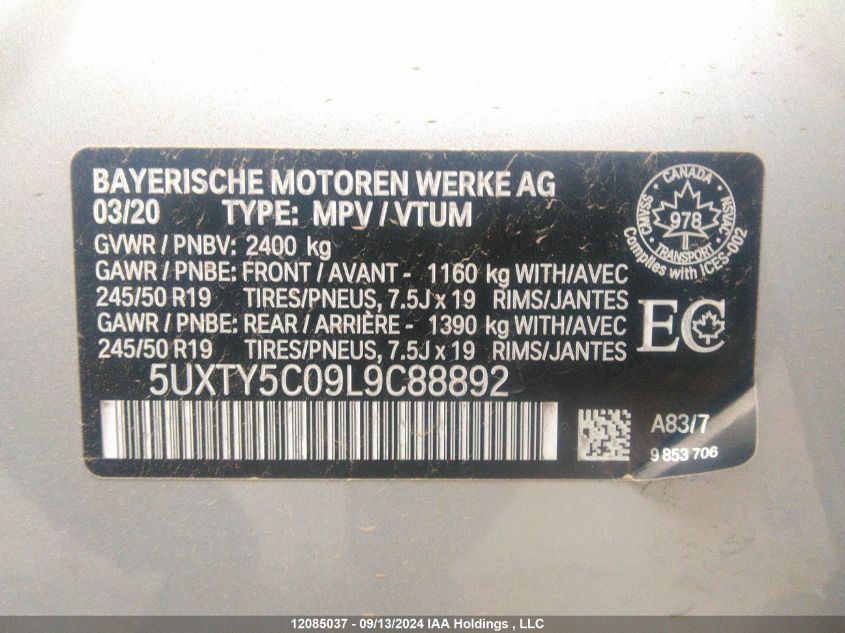 BAYERISCHE MOTOREN WERKE AG
03/20 TYPE: MPV / VTUM
GVWR / PNBV: 2400 kg
GAWR / PNBE: FRONT / AVANT - 1160 kg WITH/AVEC
245/50 R19 TIRES/PNEUS, 7.5J x 19 RIMS/JANTES
GAWR / PNBE: REAR / ARRIÈRE - 1390 kg WITH/AVEC
245/50 R19 TIRES/PNEUS, 7.5J x 19 RIMS/JANTES
5UXTY5C09L9C88892
CANADA
CMVSS
NSVAC
978
TRANSPORT
Complies with ICES-002
EC
A83/7
9 853 706
12085037 - 09/13/2024 IAA Holdings , LLC